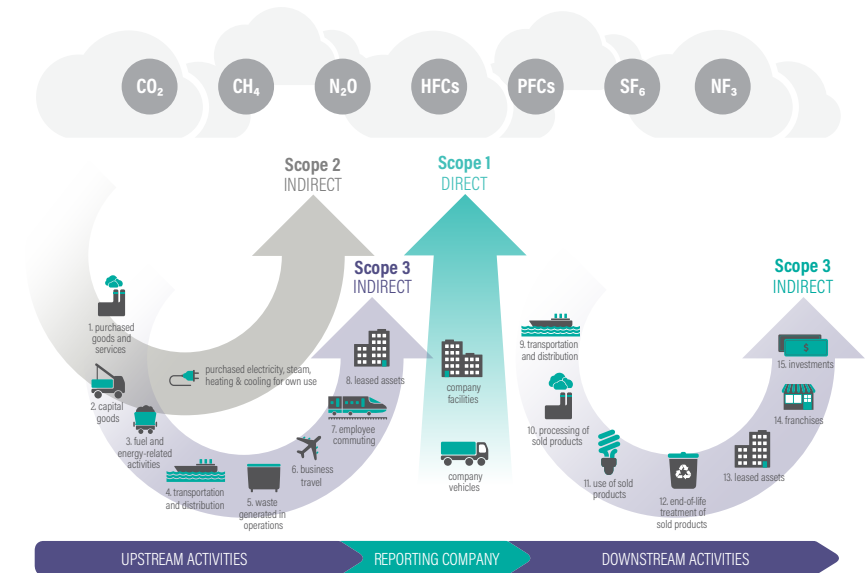 CO₂
CH₄
N₂O
HFCs
PFCs
SF₆
NF₃
Scope 2
INDIRECT
Scope 1
DIRECT
Scope 3
INDIRECT
Scope 3
INDIRECT
1. purchased
goods and
services
2. capital
goods
3. fuel and
energy-related
activities
4. transportation
and distribution
5. waste
generated in
operations
6. business
travel
7. employee
commuting
8. leased assets
purchased electricity, steam,
heating & cooling for own use
company
facilities
company
vehicles
9. transportation
and distribution
10. processing of
sold products
11. use of sold
products
12. end-of-life
treatment of
sold products
13. leased assets
14. franchises
$
15. investments
UPSTREAM ACTIVITIES
REPORTING COMPANY
DOWNSTREAM ACTIVITIES